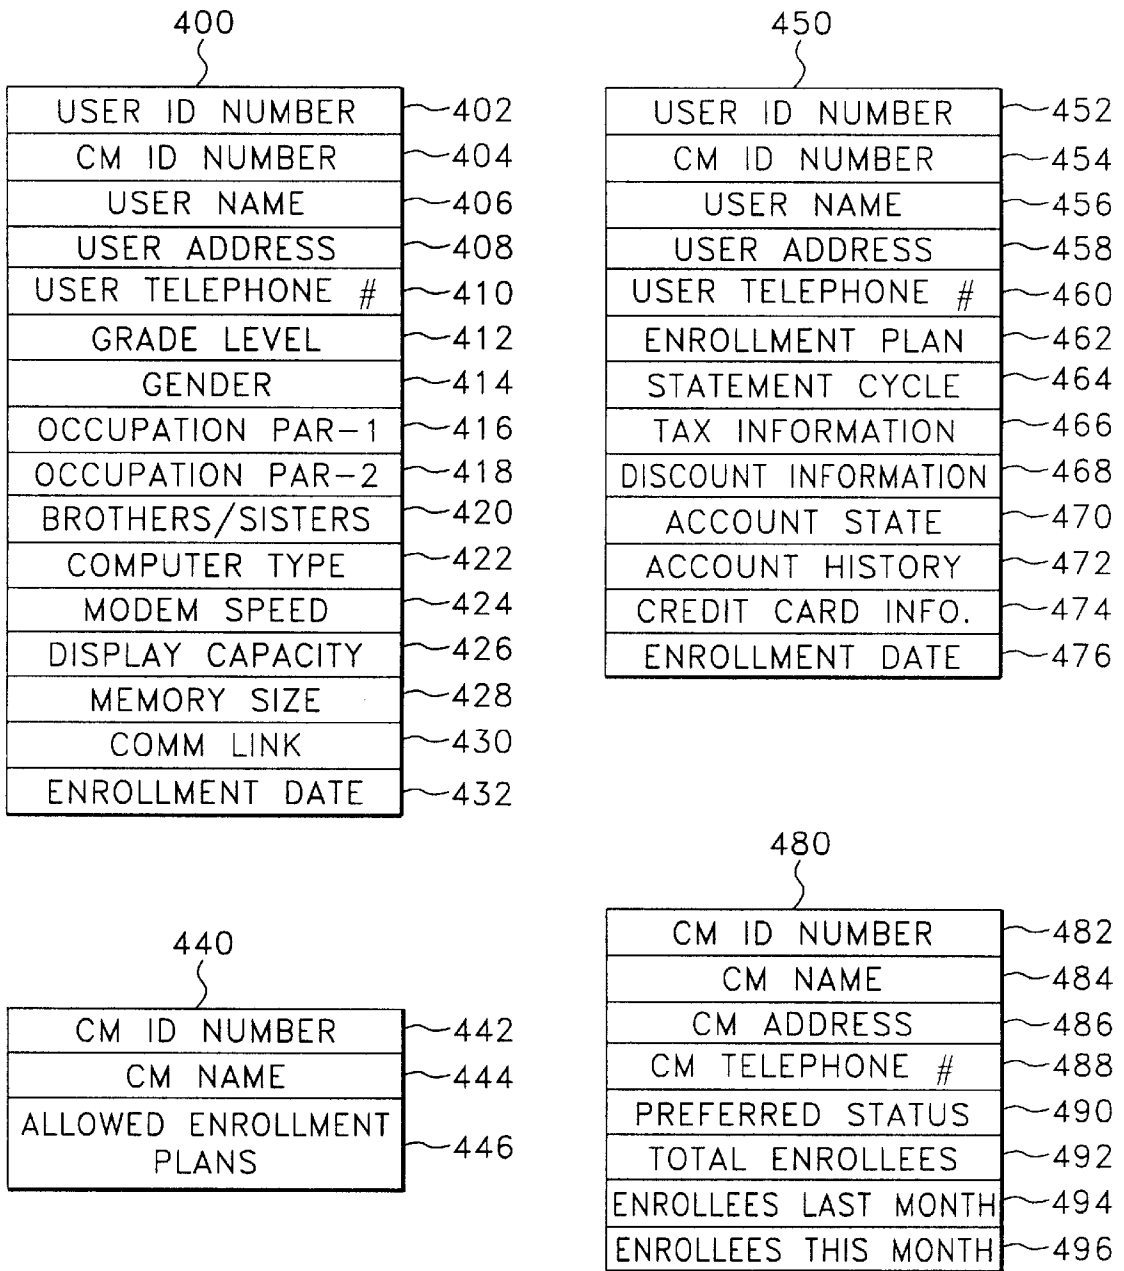 400
USER ID NUMBER 402
CM ID NUMBER 404
USER NAME 406
USER ADDRESS 408
USER TELEPHONE # 410
GRADE LEVEL 412
GENDER 414
OCCUPATION PAR-1 416
OCCUPATION PAR-2 418
BROTHERS/SISTERS 420
COMPUTER TYPE 422
MODEM SPEED 424
DISPLAY CAPACITY 426
MEMORY SIZE 428
COMM LINK 430
ENROLLMENT DATE 432
440
CM ID NUMBER 442
CM NAME 444
ALLOWED ENROLLMENT
PLANS 446
450
USER ID NUMBER 452
CM ID NUMBER 454
USER NAME 456
USER ADDRESS 458
USER TELEPHONE # 460
ENROLLMENT PLAN 462
STATEMENT CYCLE 464
TAX INFORMATION 466
DISCOUNT INFORMATION 468
ACCOUNT STATE 470
ACCOUNT HISTORY 472
CREDIT CARD INFO. 474
ENROLLMENT DATE 476
480
CM ID NUMBER 482
CM NAME 484
CM ADDRESS 486
CM TELEPHONE # 488
PREFERRED STATUS 490
TOTAL ENROLLEES 492
ENROLLEES LAST MONTH 494
ENROLLEES THIS MONTH 496